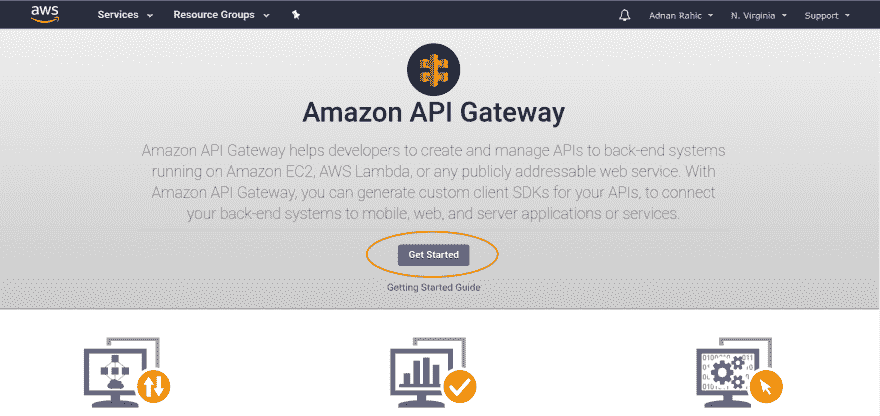 aws Services Resource Groups Adnan Rahic N. Virginia Support
Amazon API Gateway
Amazon API Gateway helps developers to create and manage APIs to back-end systems
running on Amazon EC2, AWS Lambda, or any publicly addressable web service. With
Amazon API Gateway, you can generate custom client SDKs for your APIs, to connect
your back-end systems to mobile, web, and server applications or services.
Get Started
Getting Started Guide